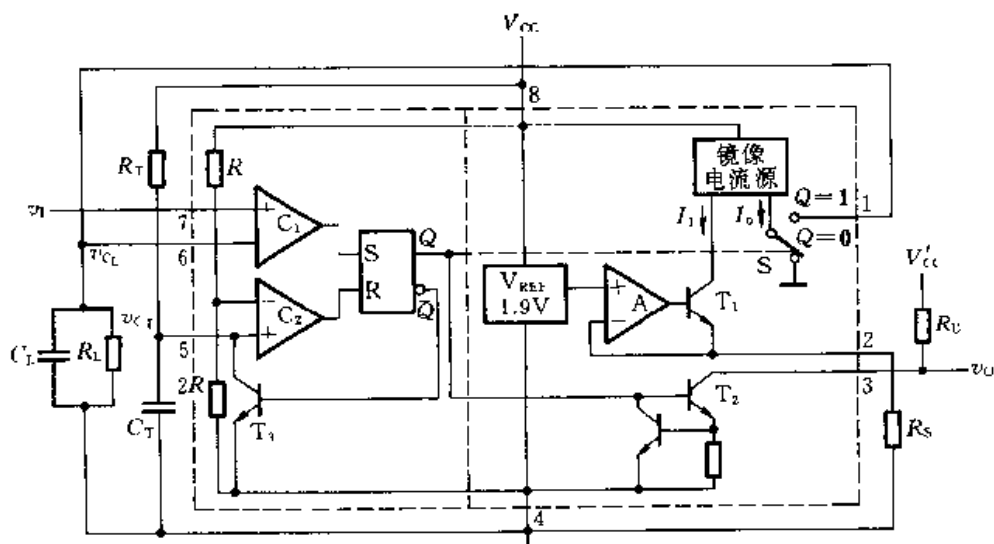 V_CC
8
R_T
R
镜像
电流源
Q=1
1
v_I
7
C_1
I_1
I_0
Q=0
v_CL
6
S
Q
S
V'_CC
R
Q̄
V_REF
1.9V
A
T_1
C_2
v_CT
5
R_U
C_L
R_L
2
2R
3
v_O
T_2
C_T
T_3
R_S
4